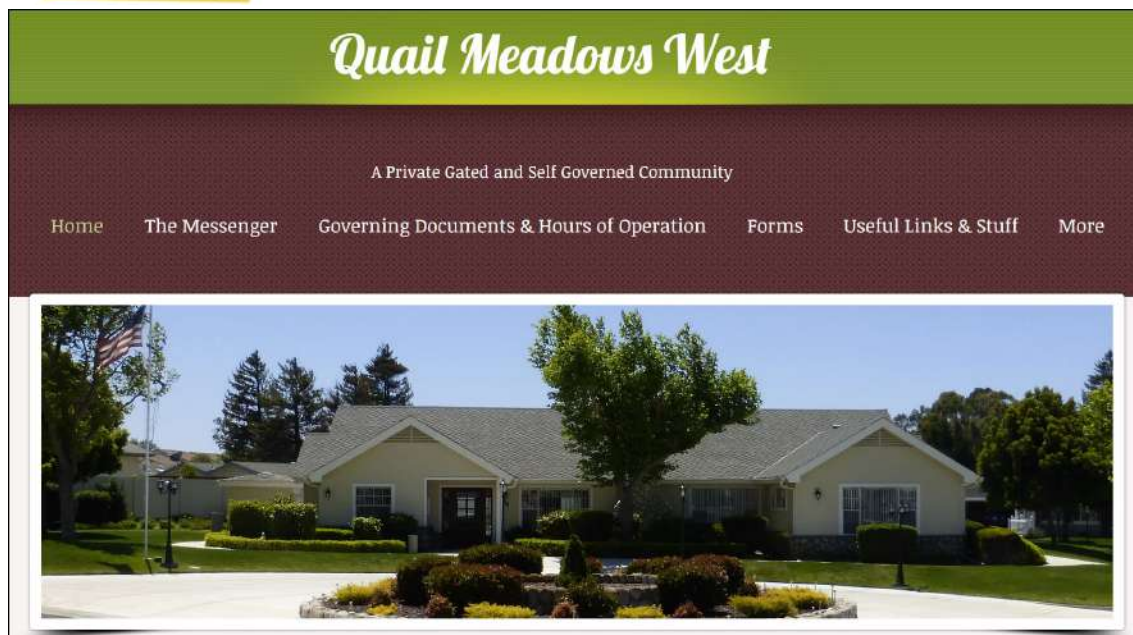 Quail Meadows West
A Private Gated and Self Governed Community
Home The Messenger Governing Documents & Hours of Operation Forms Useful Links & Stuff More